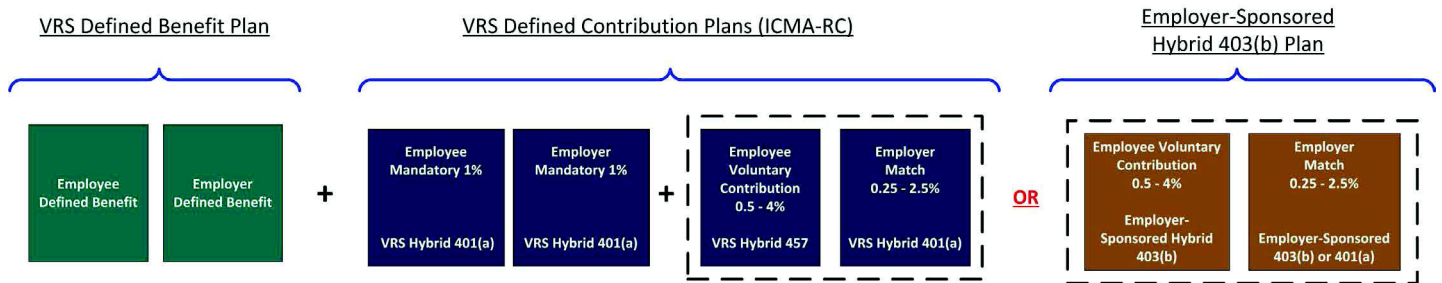 VRS Defined Benefit Plan
VRS Defined Contribution Plans (ICMA-RC)
Employer-Sponsored
Hybrid 403(b) Plan
Employee
Defined Benefit
Employer
Defined Benefit
+
Employee
Mandatory 1%
VRS Hybrid 401(a)
Employer
Mandatory 1%
VRS Hybrid 401(a)
+
Employee
Voluntary
Contribution
0.5 - 4%
VRS Hybrid 457
Employer
Match
0.25 - 2.5%
VRS Hybrid 401(a)
OR
Employee Voluntary
Contribution
0.5 - 4%
Employer-
Sponsored Hybrid
403(b)
Employer
Match
0.25 - 2.5%
Employer-Sponsored
403(b) or 401(a)